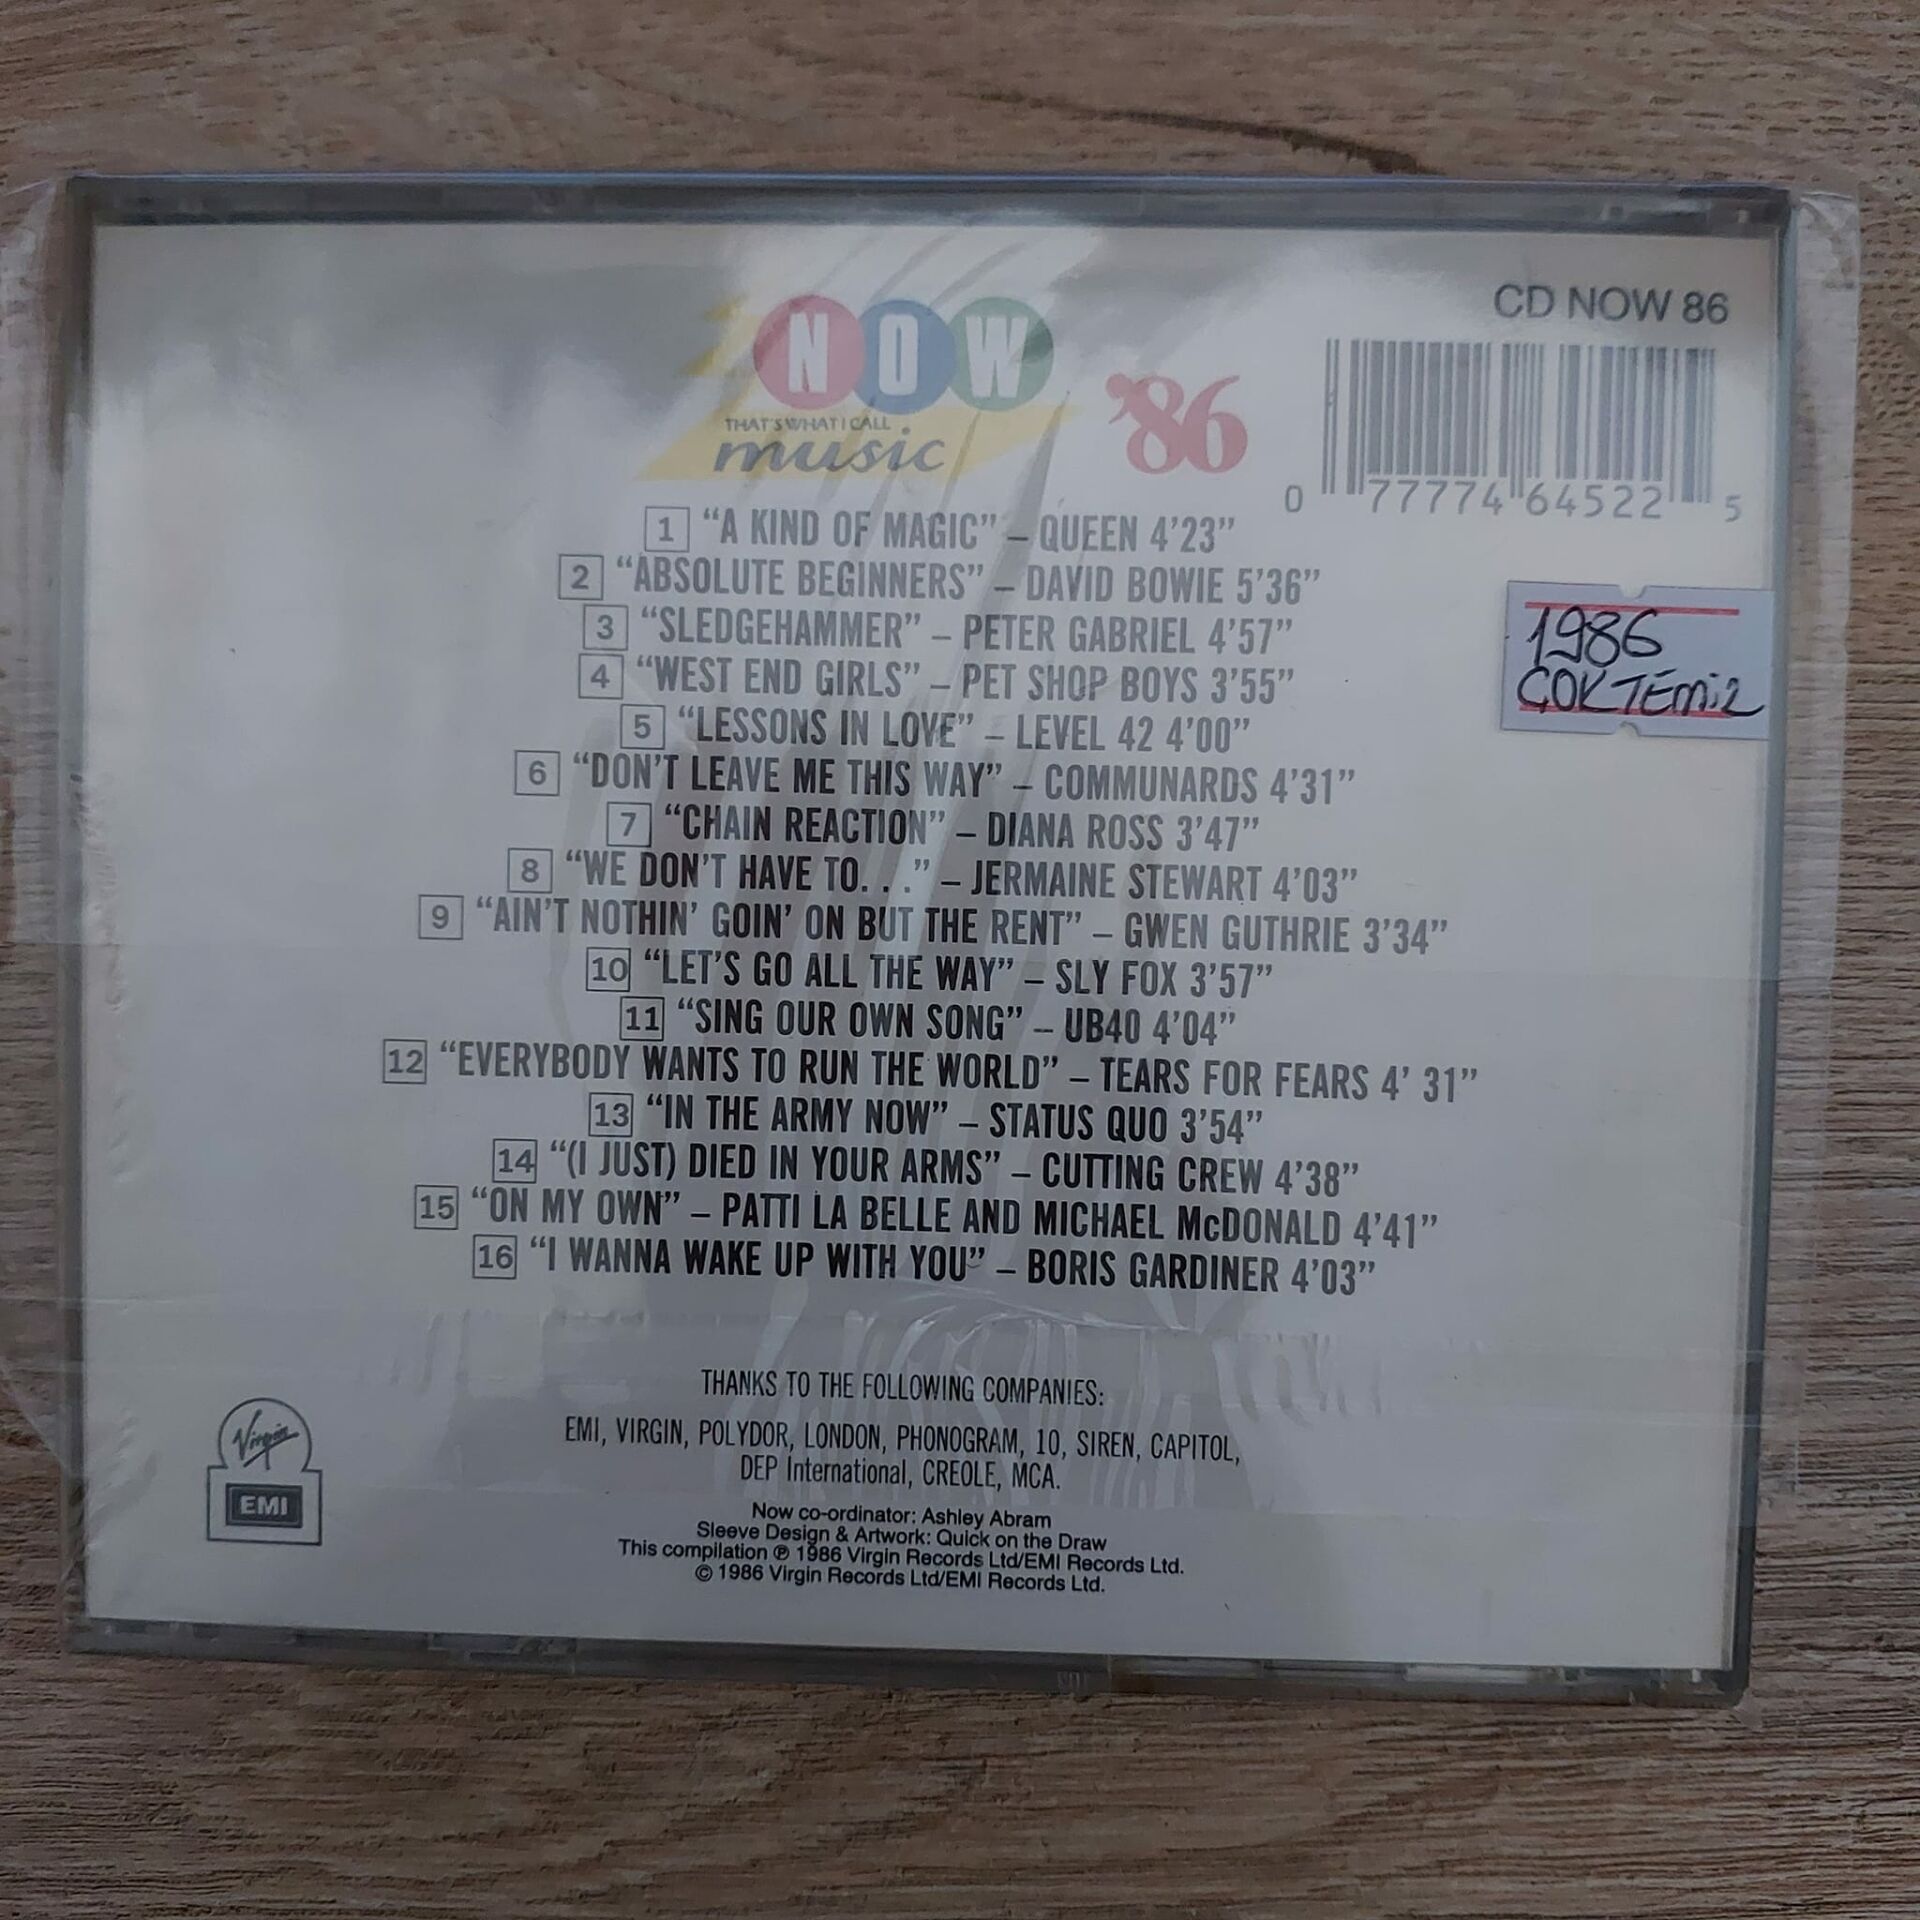 CD NOW 86
NOW
THAT'S WHAT I CALL
music
'86
0 77774 64522 5
1 “A KIND OF MAGIC” – QUEEN 4'23”
2 “ABSOLUTE BEGINNERS” – DAVID BOWIE 5'36”
3 “SLEDGEHAMMER” – PETER GABRIEL 4'57”
4 “WEST END GIRLS” – PET SHOP BOYS 3'55”
5 “LESSONS IN LOVE” – LEVEL 42 4'00”
6 “DON'T LEAVE ME THIS WAY” – COMMUNARDS 4'31”
7 “CHAIN REACTION” – DIANA ROSS 3'47”
8 “WE DON'T HAVE TO. . .” – JERMAINE STEWART 4'03”
9 “AIN'T NOTHIN' GOIN' ON BUT THE RENT” – GWEN GUTHRIE 3'34”
10 “LET'S GO ALL THE WAY” – SLY FOX 3'57”
11 “SING OUR OWN SONG” – UB40 4'04”
12 “EVERYBODY WANTS TO RUN THE WORLD” – TEARS FOR FEARS 4' 31”
13 “IN THE ARMY NOW” – STATUS QUO 3'54”
14 “(I JUST) DIED IN YOUR ARMS” – CUTTING CREW 4'38”
15 “ON MY OWN” – PATTI LA BELLE AND MICHAEL McDONALD 4'41”
16 “I WANNA WAKE UP WITH YOU” – BORIS GARDINER 4'03”
1986
ÇOK TEMiz
THANKS TO THE FOLLOWING COMPANIES:
EMI, VIRGIN, POLYDOR, LONDON, PHONOGRAM, 10, SIREN, CAPITOL,
DEP International, CREOLE, MCA.
Now co-ordinator: Ashley Abram
Sleeve Design & Artwork: Quick on the Draw
This compilation ℗ 1986 Virgin Records Ltd/EMI Records Ltd.
© 1986 Virgin Records Ltd/EMI Records Ltd.
Virgin
EMI